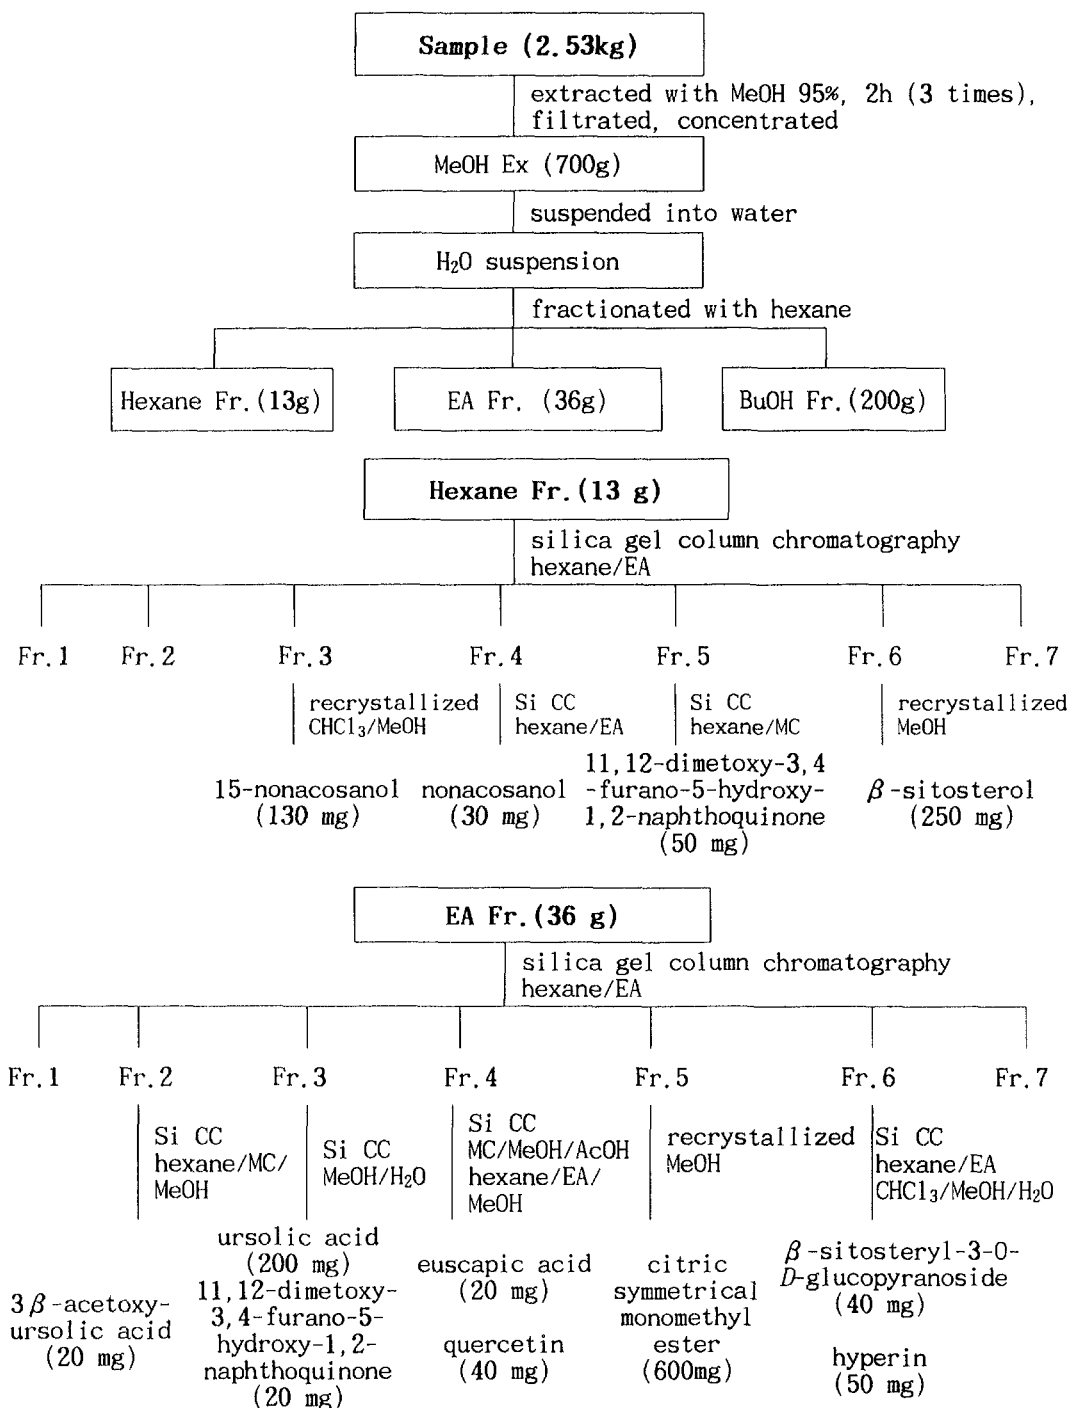 Sample (2.53kg)
extracted with MeOH 95%, 2h (3 times),
filtrated, concentrated
MeOH Ex (700g)
suspended into water
H₂O suspension
fractionated with hexane
Hexane Fr. (13g)
EA Fr. (36g)
BuOH Fr. (200g)
Hexane Fr. (13 g)
silica gel column chromatography
hexane/EA
Fr. 1 Fr. 2 Fr. 3 Fr. 4 Fr. 5 Fr. 6 Fr. 7
recrystallized
CHCl₃/MeOH
Si CC
hexane/EA
Si CC
hexane/MC
recrystallized
MeOH
15-nonacosanol
(130 mg)
nonacosanol
(30 mg)
11,12-dimetoxy-3,4
-furano-5-hydroxy-
1,2-naphthoquinone
(50 mg)
β-sitosterol
(250 mg)
EA Fr. (36 g)
silica gel column chromatography
hexane/EA
Fr. 1 Fr. 2 Fr. 3 Fr. 4 Fr. 5 Fr. 6 Fr. 7
Si CC
hexane/MC/
MeOH
Si CC
MeOH/H₂O
Si CC
MC/MeOH/AcOH
hexane/EA/
MeOH
recrystallized
MeOH
Si CC
hexane/EA
CHCl₃/MeOH/H₂O
3β-acetoxy-
ursolic acid
(20 mg)
ursolic acid
(200 mg)
11,12-dimetoxy-
3,4-furano-5-
hydroxy-1,2-
naphthoquinone
(20 mg)
euscapic acid
(20 mg)
quercetin
(40 mg)
citric
symmetrical
monomethyl
ester
(600mg)
β-sitosteryl-3-O-
D-glucopyranoside
(40 mg)
hyperin
(50 mg)